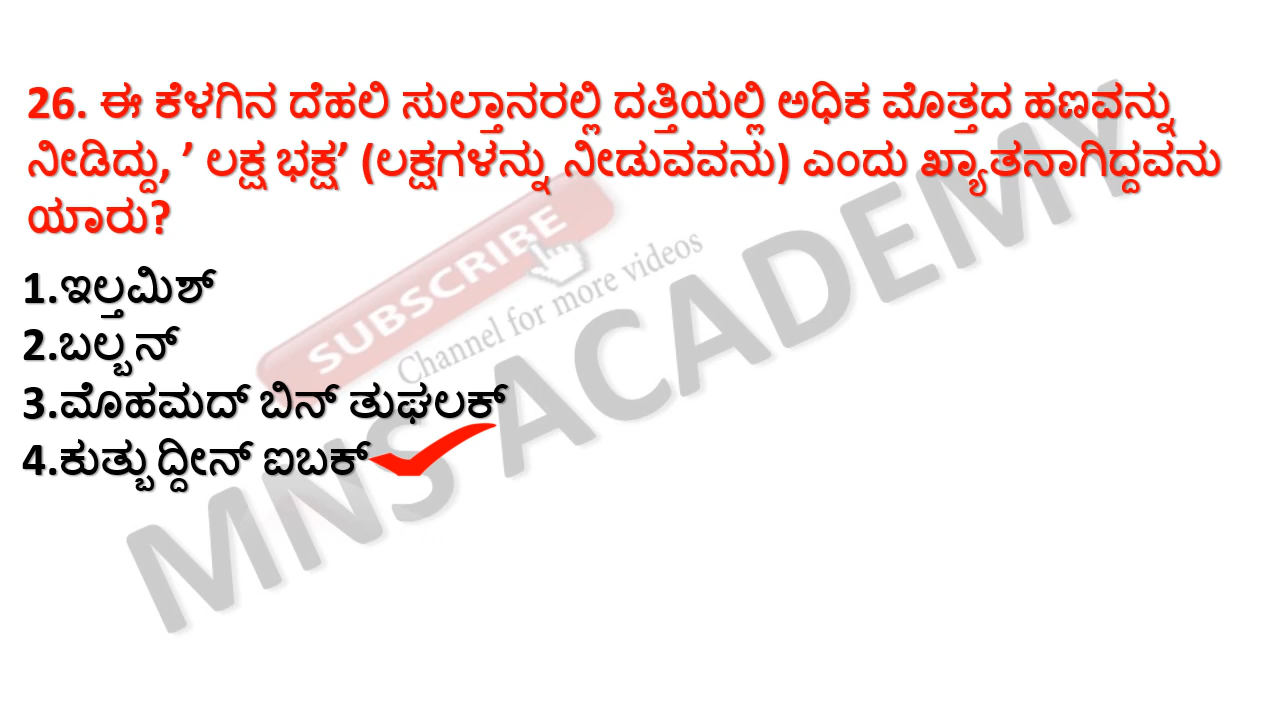 26. ಈ ಕೆಳಗಿನ ದೆಹಲಿ ಸುಲ್ತಾನರಲ್ಲಿ ದತ್ತಿಯಲ್ಲಿ ಅಧಿಕ ಮೊತ್ತದ ಹಣವನ್ನು
ನೀಡಿದ್ದು, ’ ಲಕ್ಷ ಭಕ್ಷ’ (ಲಕ್ಷಗಳನ್ನು ನೀಡುವವನು) ಎಂದು ಖ್ಯಾತನಾಗಿದ್ದವನು
ಯಾರು?
1.ಇಲ್ತಮಿಶ್
2.ಬಲ್ಬನ್
3.ಮೊಹಮದ್ ಬಿನ್ ತುಘಲಕ್
4.ಕುತ್ಬುದ್ದೀನ್ ಐಬಕ್
SUBSCRIBE
Channel for more videos
MNS ACADEMY